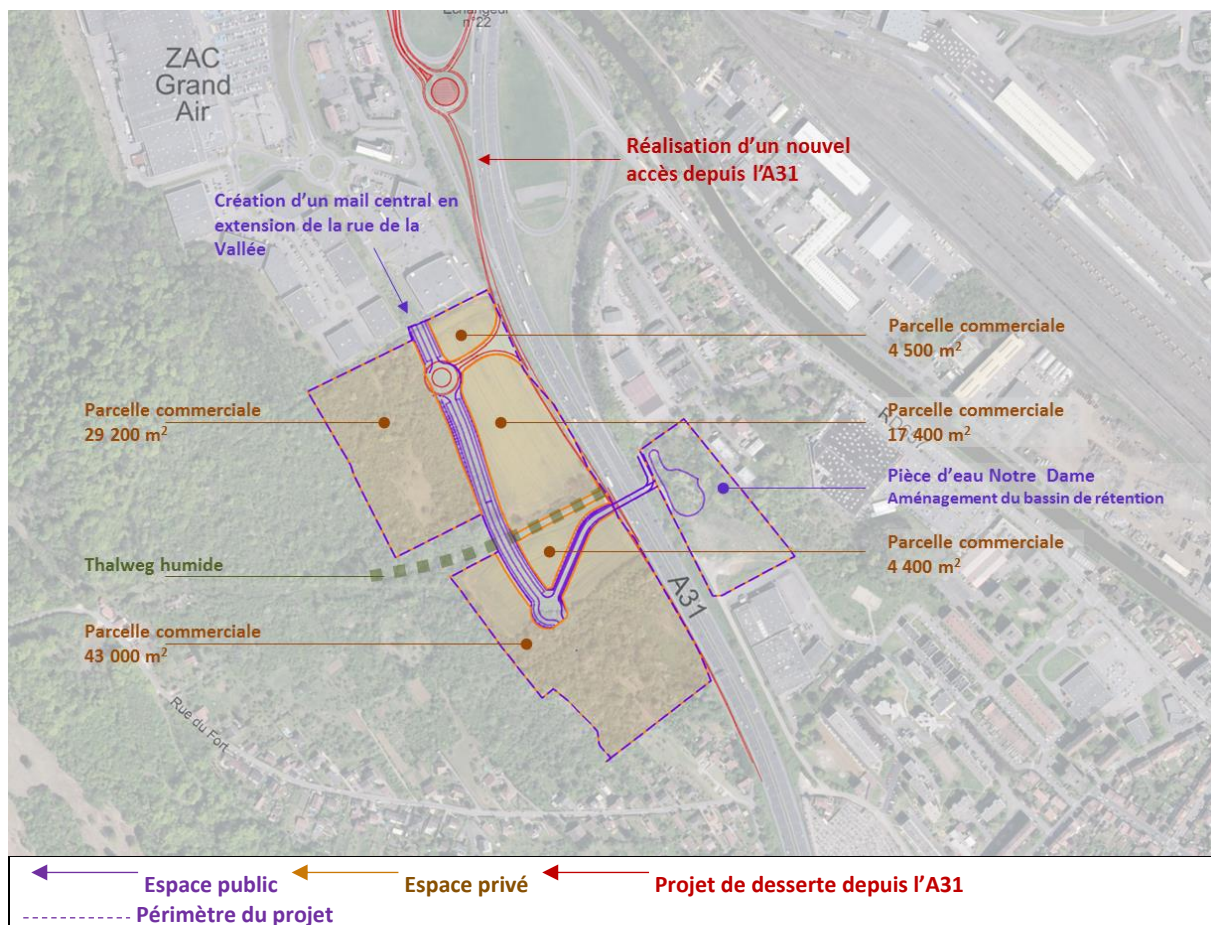 Echangeur
n°22
ZAC
Grand
Air
Réalisation d'un nouvel
accès depuis l'A31
Création d'un mail central en
extension de la rue de la
Vallée
Parcelle commerciale
4 500 m²
Parcelle commerciale
29 200 m²
Parcelle commerciale
17 400 m²
Pièce d'eau Notre Dame
Aménagement du bassin de rétention
Parcelle commerciale
4 400 m²
Thalweg humide
A31
Parcelle commerciale
43 000 m²
Rue du Fort
Espace public
Espace privé
Projet de desserte depuis l'A31
Périmètre du projet